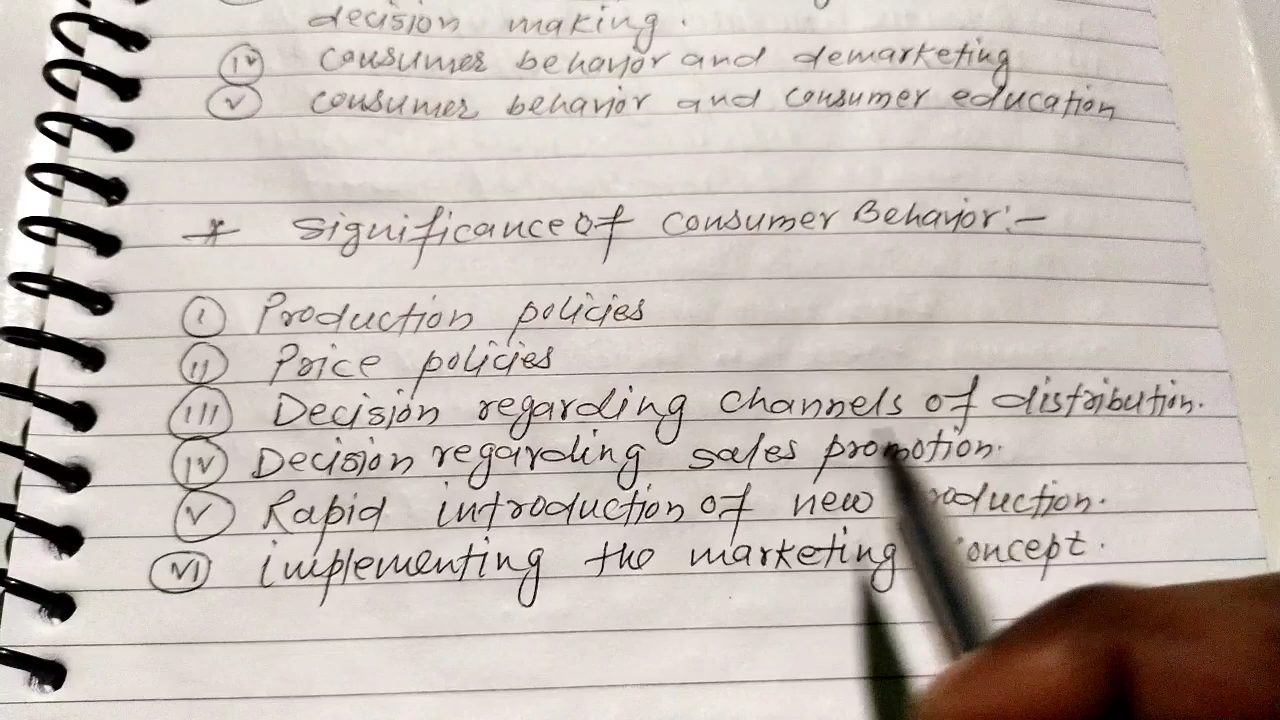 decision making.
(iv) consumer behavior and demarketing
(v) consumer behavior and consumer education
* Significance of Consumer Behavior:-
(i) Production policies
(ii) Price policies
(iii) Decision regarding channels of distribution.
(iv) Decision regarding sales promotion.
(v) Rapid introduction of new roduction.
(vi) implementing the marketing oncept.